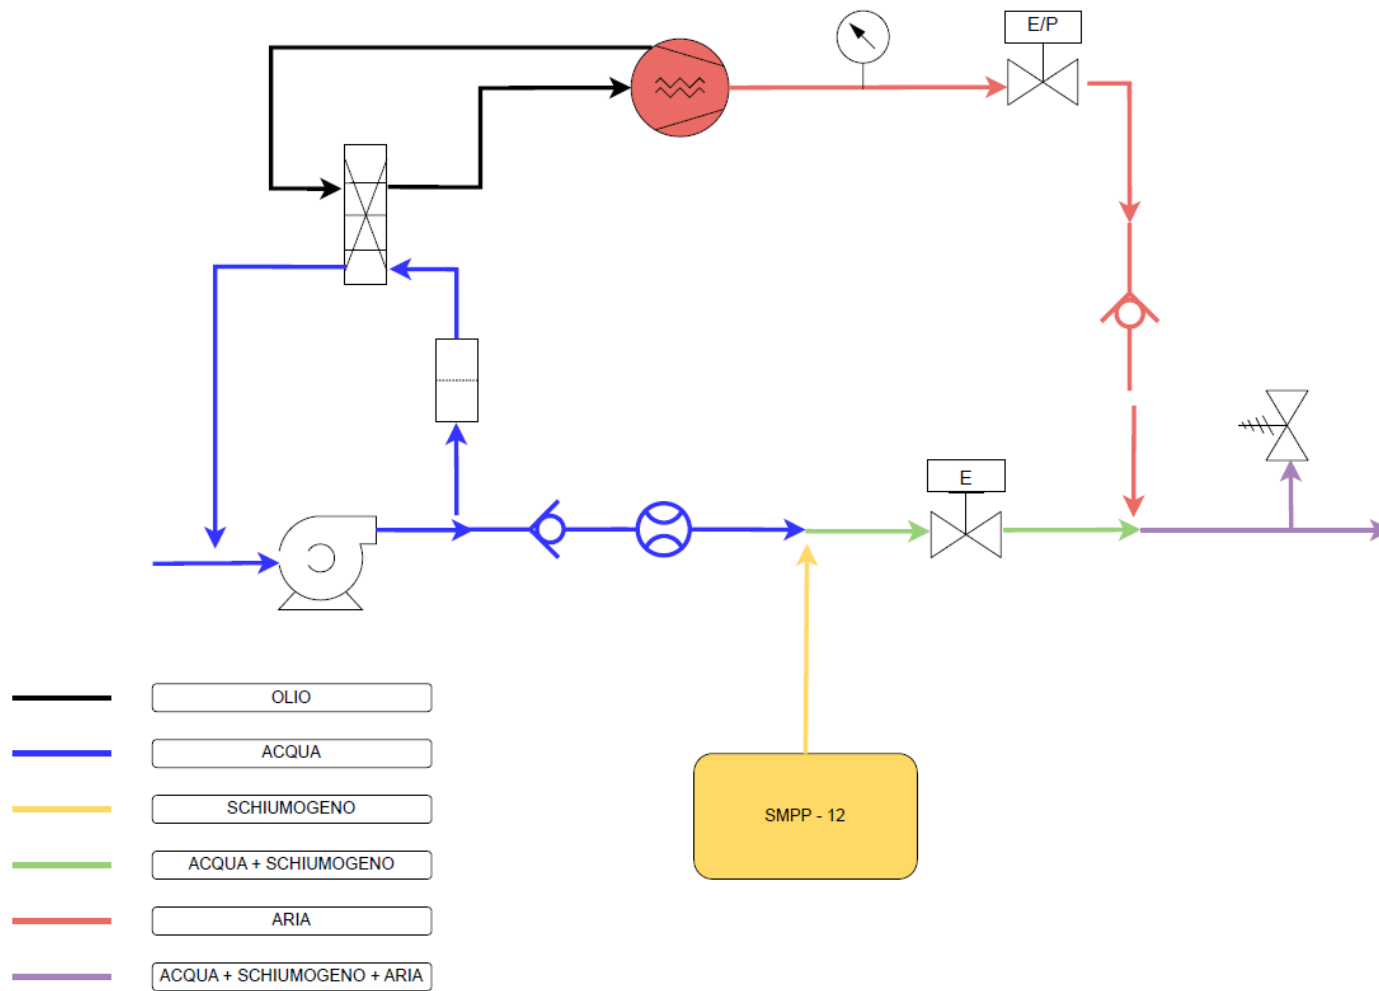 E/P
E
OLIO
ACQUA
SCHIUMOGENO
SMPP - 12
ACQUA + SCHIUMOGENO
ARIA
ACQUA + SCHIUMOGENO + ARIA